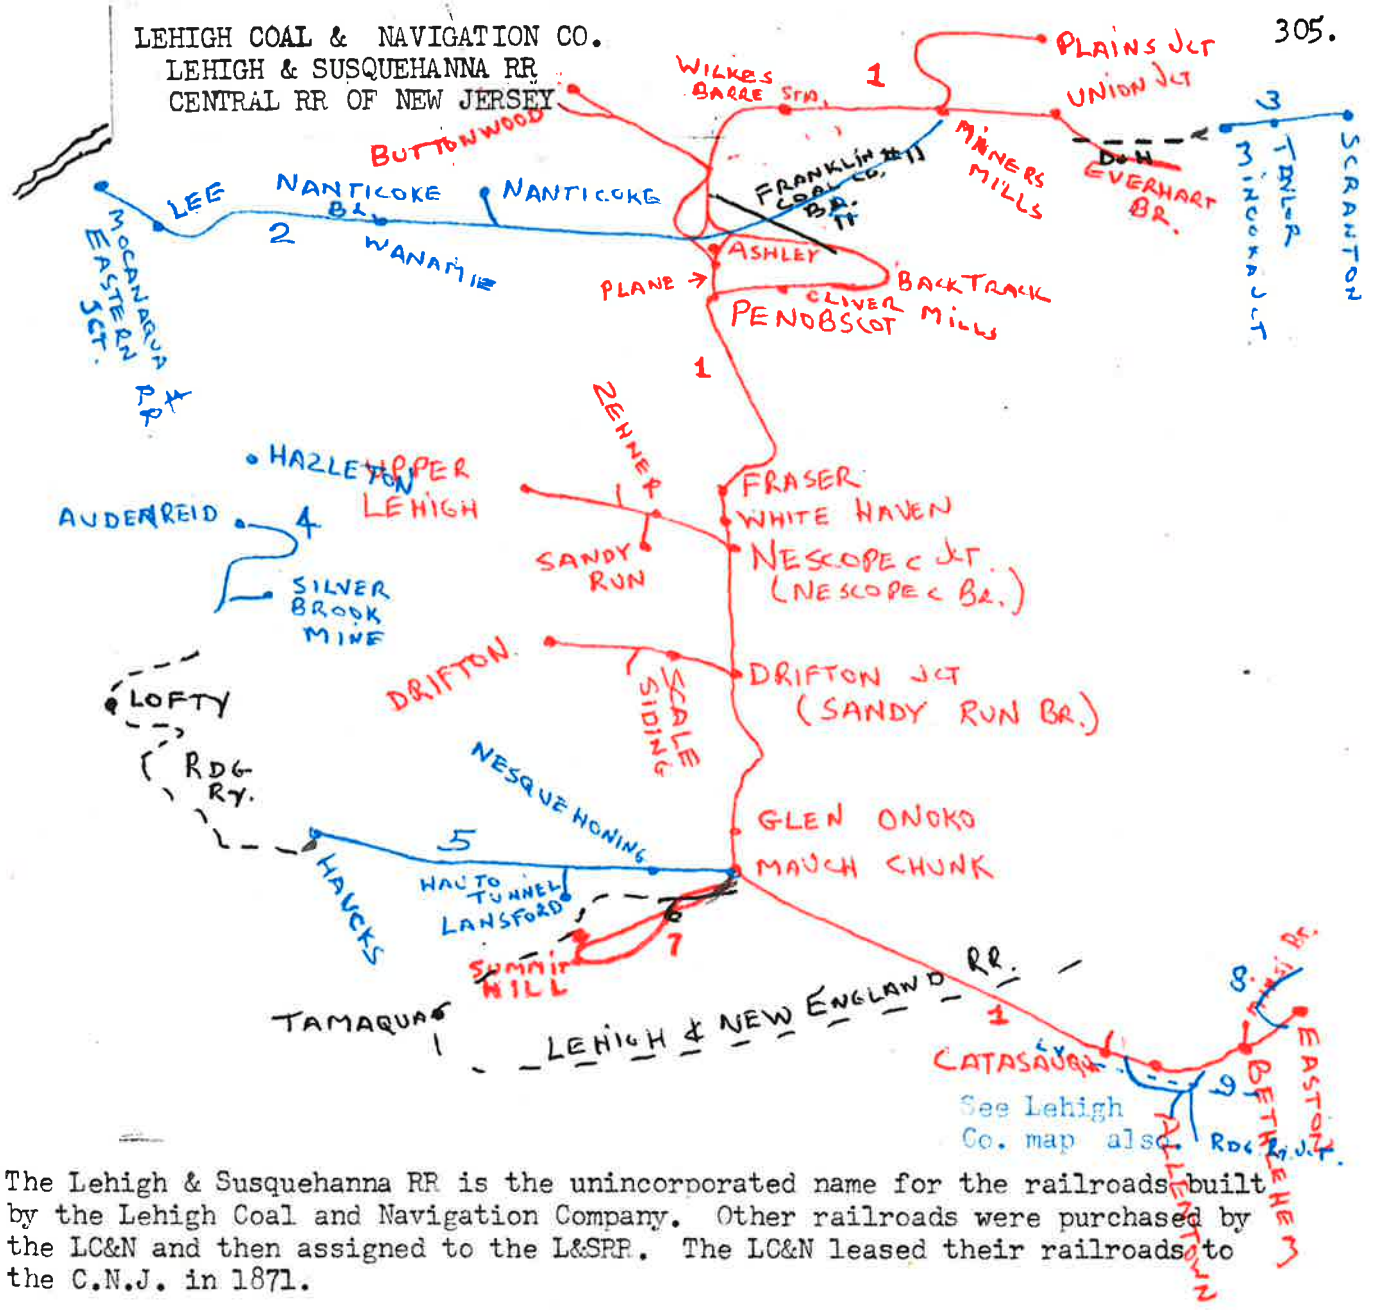 305.
LEHIGH COAL & NAVIGATION CO.
LEHIGH & SUSQUEHANNA RR
CENTRAL RR OF NEW JERSEY
PLAINS JCT
1
UNION JCT
WILKES
BARRE STA.
BUTTONWOOD
MINERS
MILLS
D&H
EVERHART
BR.
3
MINOOKA JCT.
TAYLOR
SCRANTON
FRANKLIN #11
COAL CO.
BR.
11
LEE
NANTICOKE
BR.
NANTICOKE
2
WANAMIE
MOCANAQUA
EASTERN
JCT.
RR
ASHLEY
PLANE →
BACK TRACK
OLIVER
MILLS
PENOBSCOT
1
HAZLETON
UPPER
LEHIGH
ZEHNER
FRASER
WHITE HAVEN
AUDENREID
4
SANDY
RUN
NESCOPEC JCT.
(NESCOPEC BR.)
SILVER
BROOK
MINE
DRIFTON
SCALE
SIDING
DRIFTON JCT
(SANDY RUN BR.)
LOFTY
RDG
RY.
NESQUEHONING
GLEN ONOKO
MAUCH CHUNK
5
HAUCKS
HAUTO
TUNNEL
LANSFORD
6
7
SUMMIT
HILL
TAMAQUA
LEHIGH & NEW ENGLAND RR.
1
8
EASTON
BETHLEHEM
CATASAUQUA
LV
9
ALLENTOWN
RDG RY. JCT.
See Lehigh
Co. map also.
The Lehigh & Susquehanna RR is the unincorporated name for the railroads built
by the Lehigh Coal and Navigation Company. Other railroads were purchased by
the LC&N and then assigned to the L&SRR. The LC&N leased their railroads to
the C.N.J. in 1871.